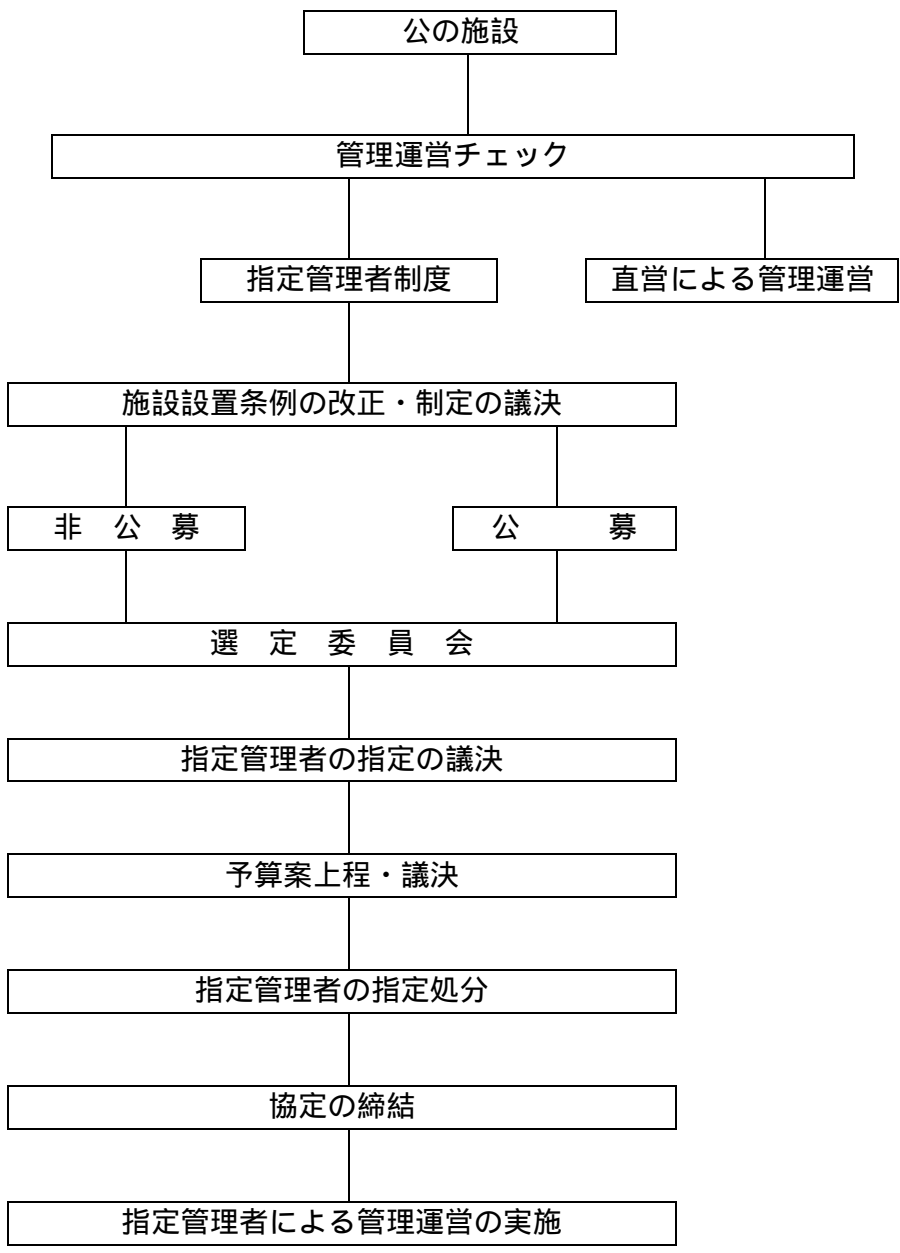 公の施設
管理運営チェック
指定管理者制度
直営による管理運営
施設設置条例の改正・制定の議決
非　公　募
公　　　募
選　定　委　員　会
指定管理者の指定の議決
予算案上程・議決
指定管理者の指定処分
協定の締結
指定管理者による管理運営の実施